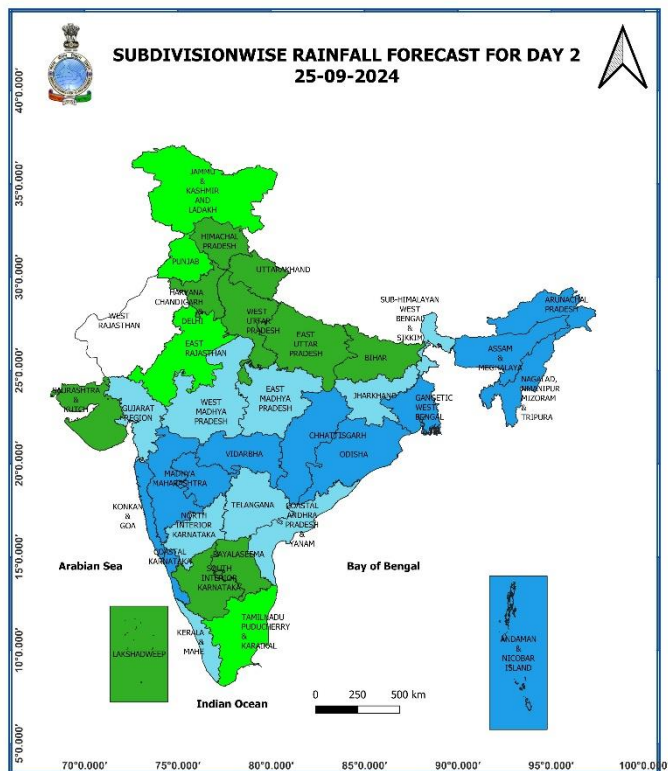 SUBDIVISIONWISE RAINFALL FORECAST FOR DAY 2
25-09-2024
40°0.000'
35°0.000'
30°0.000'
25°0.000'
20°0.000'
15°0.000'
10°0.000'
5°0.000'
JAMMU
&
KASHMIR
AND
LADAKH
HIMACHAL
PRADESH
PUNJAB
UTTARAKHAND
HARYANA
CHANDIGARH
&
DELHI
WEST
RAJASTHAN
EAST
RAJASTHAN
WEST
UTTAR
PRADESH
EAST
UTTAR
PRADESH
BIHAR
SUB-HIMALAYAN
WEST
BENGAL
&
SIKKIM
ARUNACHAL
PRADESH
ASSAM
&
MEGHALAYA
MIZORAM
&
TRIPURA
&
KUTCH
GUJARAT
REGION
WEST
MADHYA
PRADESH
EAST
MADHYA
PRADESH
JHARKHAND
GANGETIC
WEST
BENGAL
CHHATTISGARH
ODISHA
VIDARBHA
MADHYA
MAHARASHTRA
KONKAN
&
GOA
TELANGANA
NORTH
INTERIOR
KARNATAKA
COASTAL
ANDHRA
PRADESH
&
YANAM
COASTAL
KARNATAKA
RAYALASEEMA
SOUTH
INTERIOR
KARNATAKA
Arabian Sea
Bay of Bengal
TAMILNADU
PUDUCHERRY
&
KARAIKAL
KERALA
&
MAHE
LAKSHADWEEP
ANDAMAN
&
NICOBAR
ISLAND
Indian Ocean
0 250 500 km
70°0.000' 75°0.000' 80°0.000' 85°0.000' 90°0.000' 95°0.000'